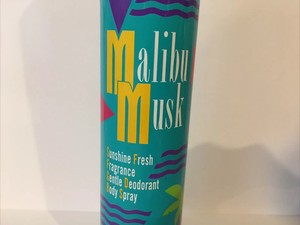 Malibu
Musk
Sunshine Fresh
Fragrance
Gentle Deodorant
Body Spray